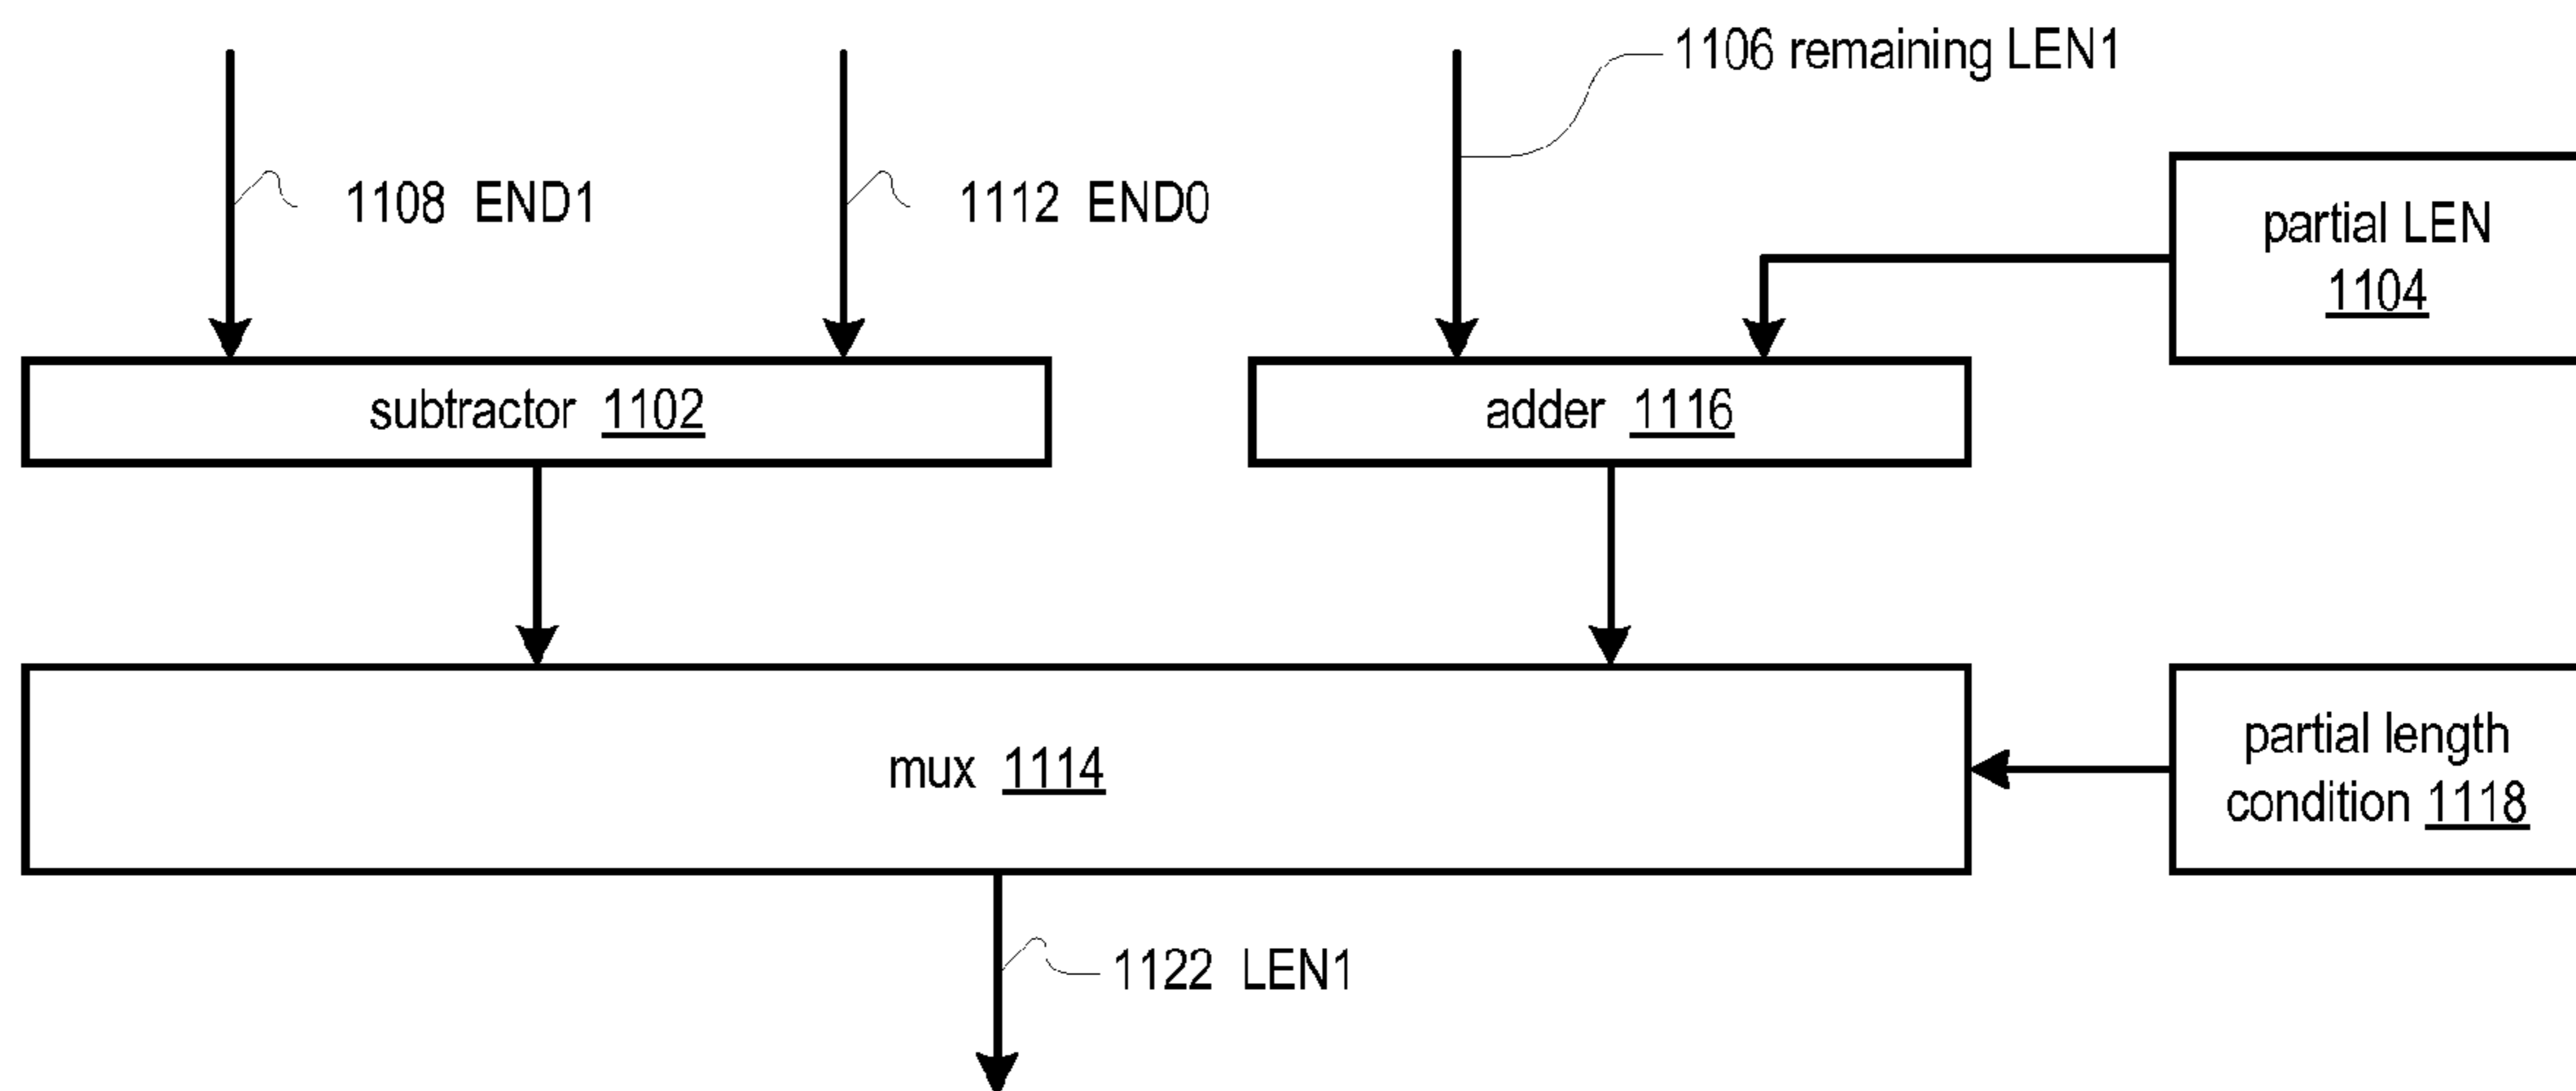 1106 remaining LEN1
1108 END1
1112 END0
partial LEN
1104
subtractor 1102
adder 1116
mux 1114
partial length
condition 1118
1122 LEN1